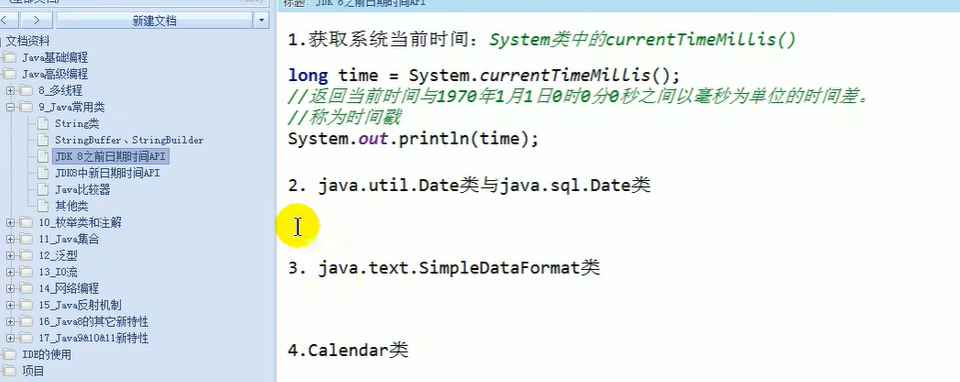 标题: JDK 8之前日期时间API
新建文档
文档资料
Java基础编程
Java高级编程
8_多线程
9_Java常用类
String类
StringBuffer、StringBuilder
JDK 8之前日期时间API
JDK8中新日期时间API
Java比较器
其他类
10_枚举类和注解
11_Java集合
12_泛型
13_IO流
14_网络编程
15_Java反射机制
16_Java8的其它新特性
17_Java9&10&11新特性
IDE的使用
项目
1.获取系统当前时间：System类中的currentTimeMillis()
long time = System.currentTimeMillis();
//返回当前时间与1970年1月1日0时0分0秒之间以毫秒为单位的时间差。
//称为时间戳
System.out.println(time);
2. java.util.Date类与java.sql.Date类
3. java.text.SimpleDataFormat类
4.Calendar类